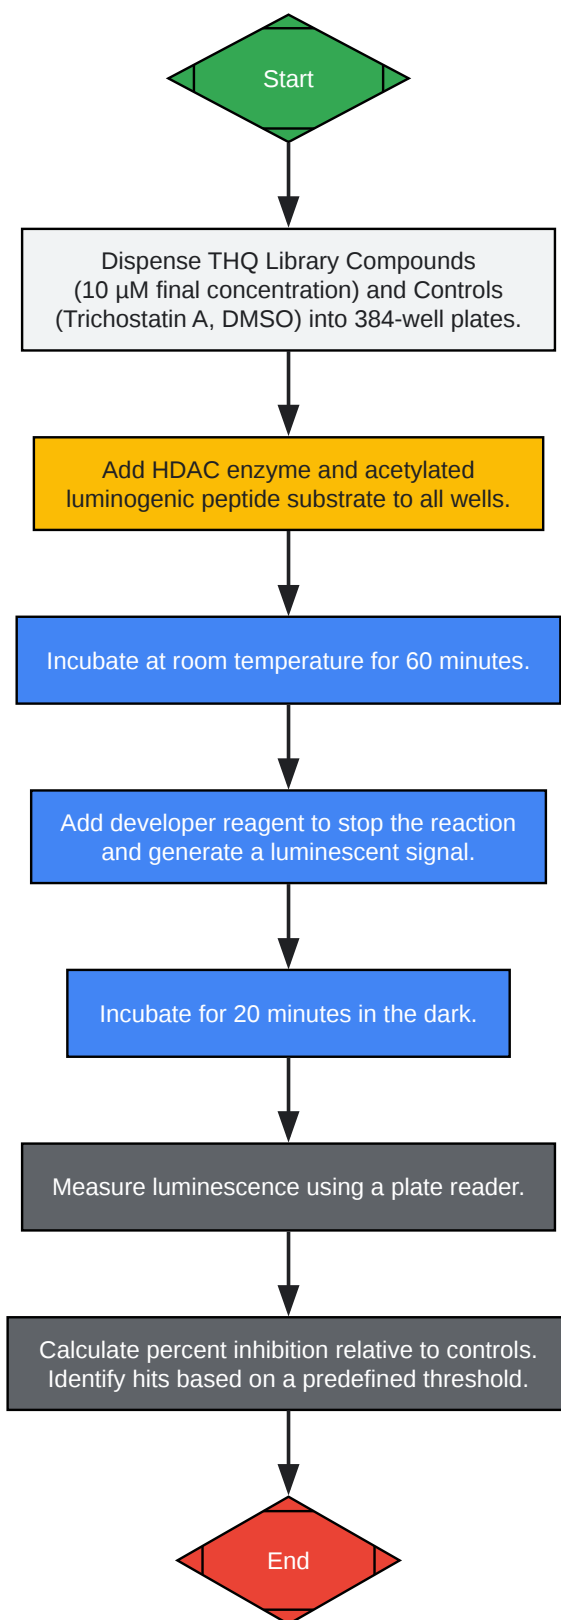 Start
Dispense THQ Library Compounds
(10 µM final concentration) and Controls
(Trichostatin A, DMSO) into 384-well plates.
Add HDAC enzyme and acetylated
luminogenic peptide substrate to all wells.
Incubate at room temperature for 60 minutes.
Add developer reagent to stop the reaction
and generate a luminescent signal.
Incubate for 20 minutes in the dark.
Measure luminescence using a plate reader.
Calculate percent inhibition relative to controls.
Identify hits based on a predefined threshold.
End